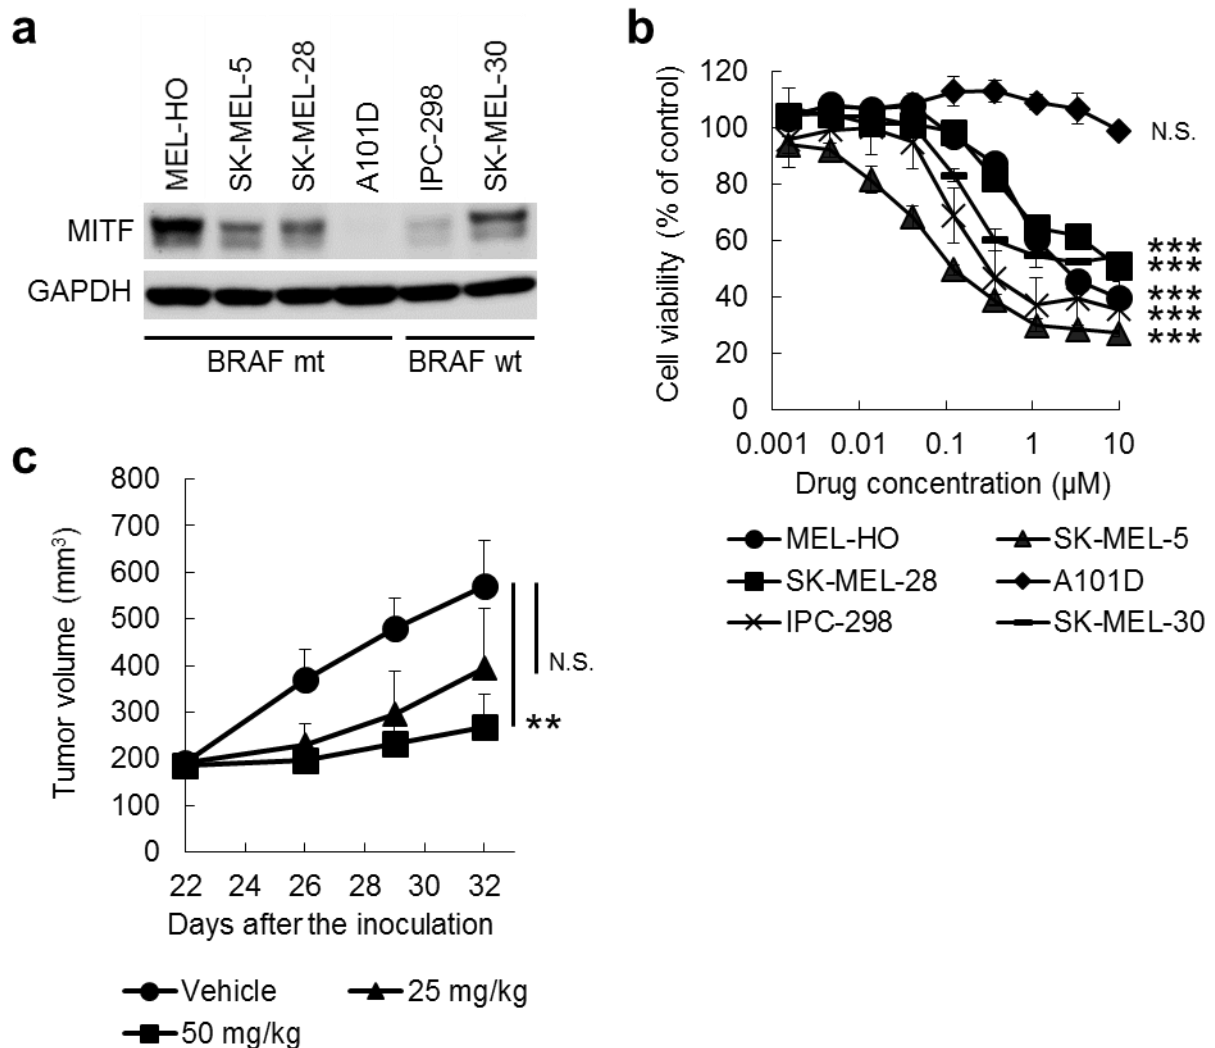 a
MEL-HO
SK-MEL-5
SK-MEL-28
A101D
IPC-298
SK-MEL-30
MITF
GAPDH
BRAF mt
BRAF wt
b
Cell viability (% of control)
120
100
80
60
40
20
0
0.001 0.01 0.1 1 10
Drug concentration (µM)
N.S.
***
***
***
***
***
MEL-HO SK-MEL-5
SK-MEL-28 A101D
IPC-298 SK-MEL-30
c
Tumor volume (mm³)
800
700
600
500
400
300
200
100
0
22 24 26 28 30 32
Days after the inoculation
N.S.
**
Vehicle 25 mg/kg
50 mg/kg